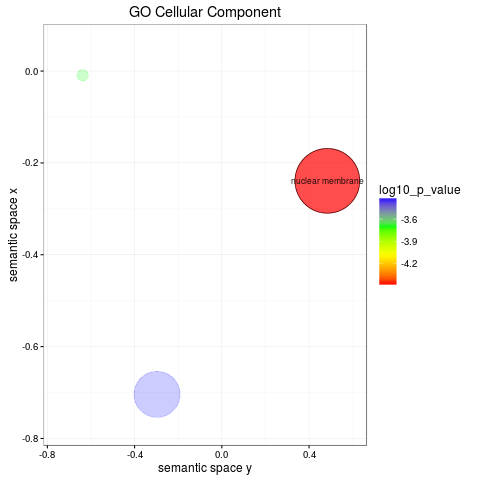 GO Cellular Component
0.0
-0.2
-0.4
-0.6
-0.8
semantic space x
nuclear membrane
-0.8
-0.4
0.0
0.4
semantic space y
log10_p_value
-3.6
-3.9
-4.2